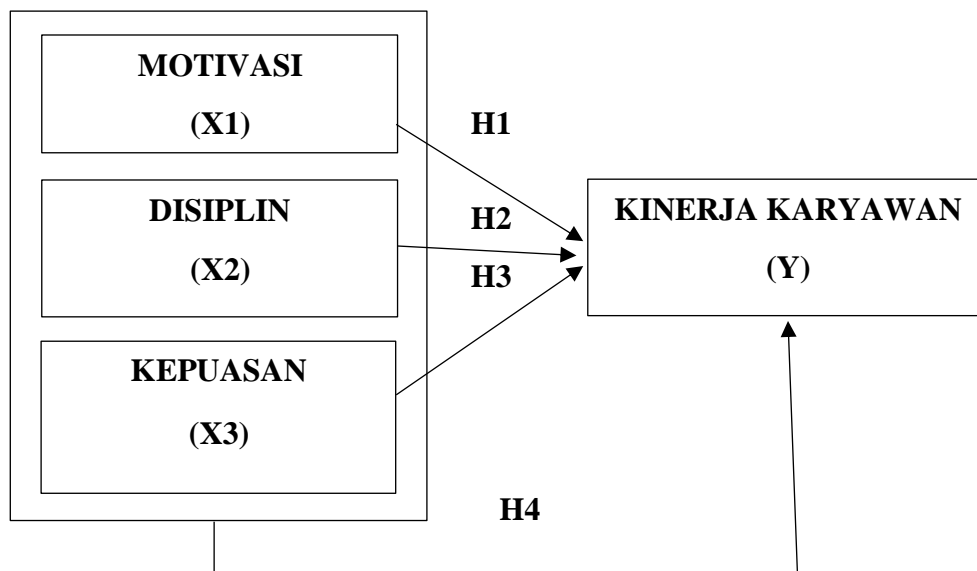 MOTIVASI
(X1)
H1
DISIPLIN
(X2)
H2
H3
KINERJA KARYAWAN
(Y)
KEPUASAN
(X3)
H4